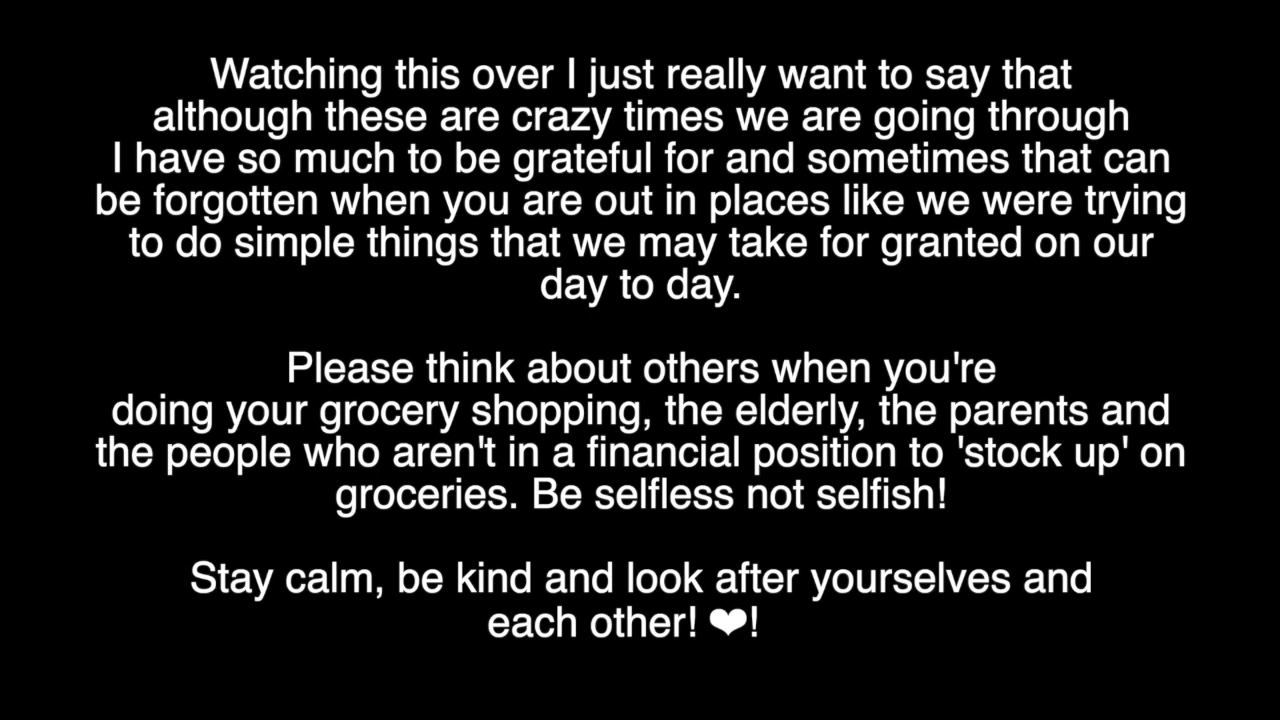 Watching this over I just really want to say that
although these are crazy times we are going through
I have so much to be grateful for and sometimes that can
be forgotten when you are out in places like we were trying
to do simple things that we may take for granted on our
day to day.
Please think about others when you're
doing your grocery shopping, the elderly, the parents and
the people who aren't in a financial position to 'stock up' on
groceries. Be selfless not selfish!
Stay calm, be kind and look after yourselves and
each other! ❤!